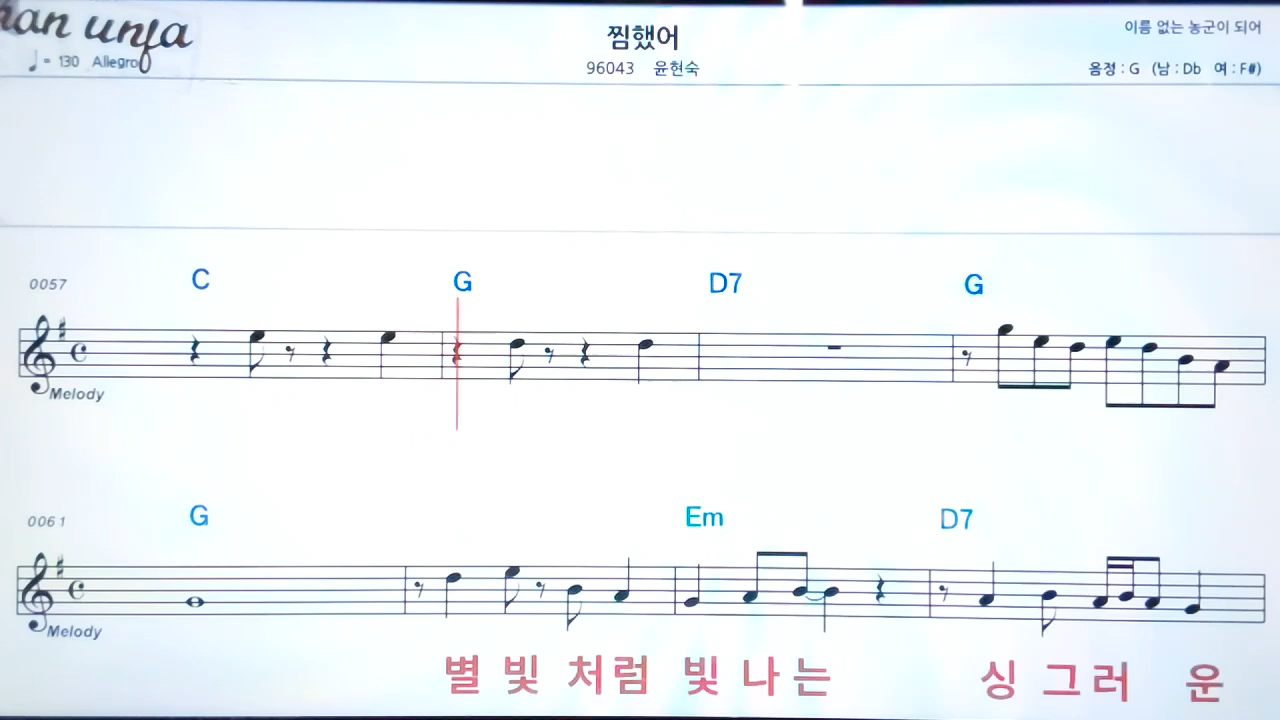 han unfa
찜했어
이름 없는 농군이 되어
♩= 130 Allegro
96043 윤현숙
음정 : G (남 : Db 여 : F#)
0057 C G D7 G
Melody
0061 G Em D7
Melody
별 빛 처 럼 빛 나 는 싱 그 러 운